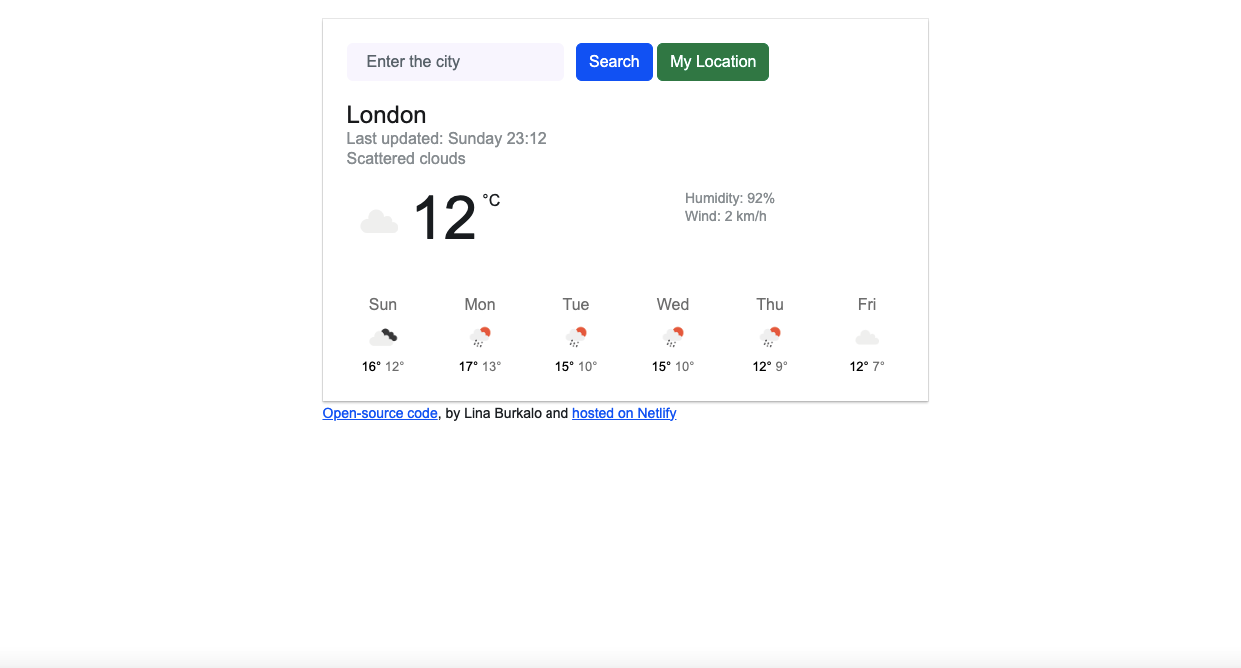 Enter the city Search My Location
London
Last updated: Sunday 23:12
Scattered clouds
12 °C
Humidity: 92%
Wind: 2 km/h
Sun Mon Tue Wed Thu Fri
16° 12° 17° 13° 15° 10° 15° 10° 12° 9° 12° 7°
Open-source code, by Lina Burkalo and hosted on Netlify